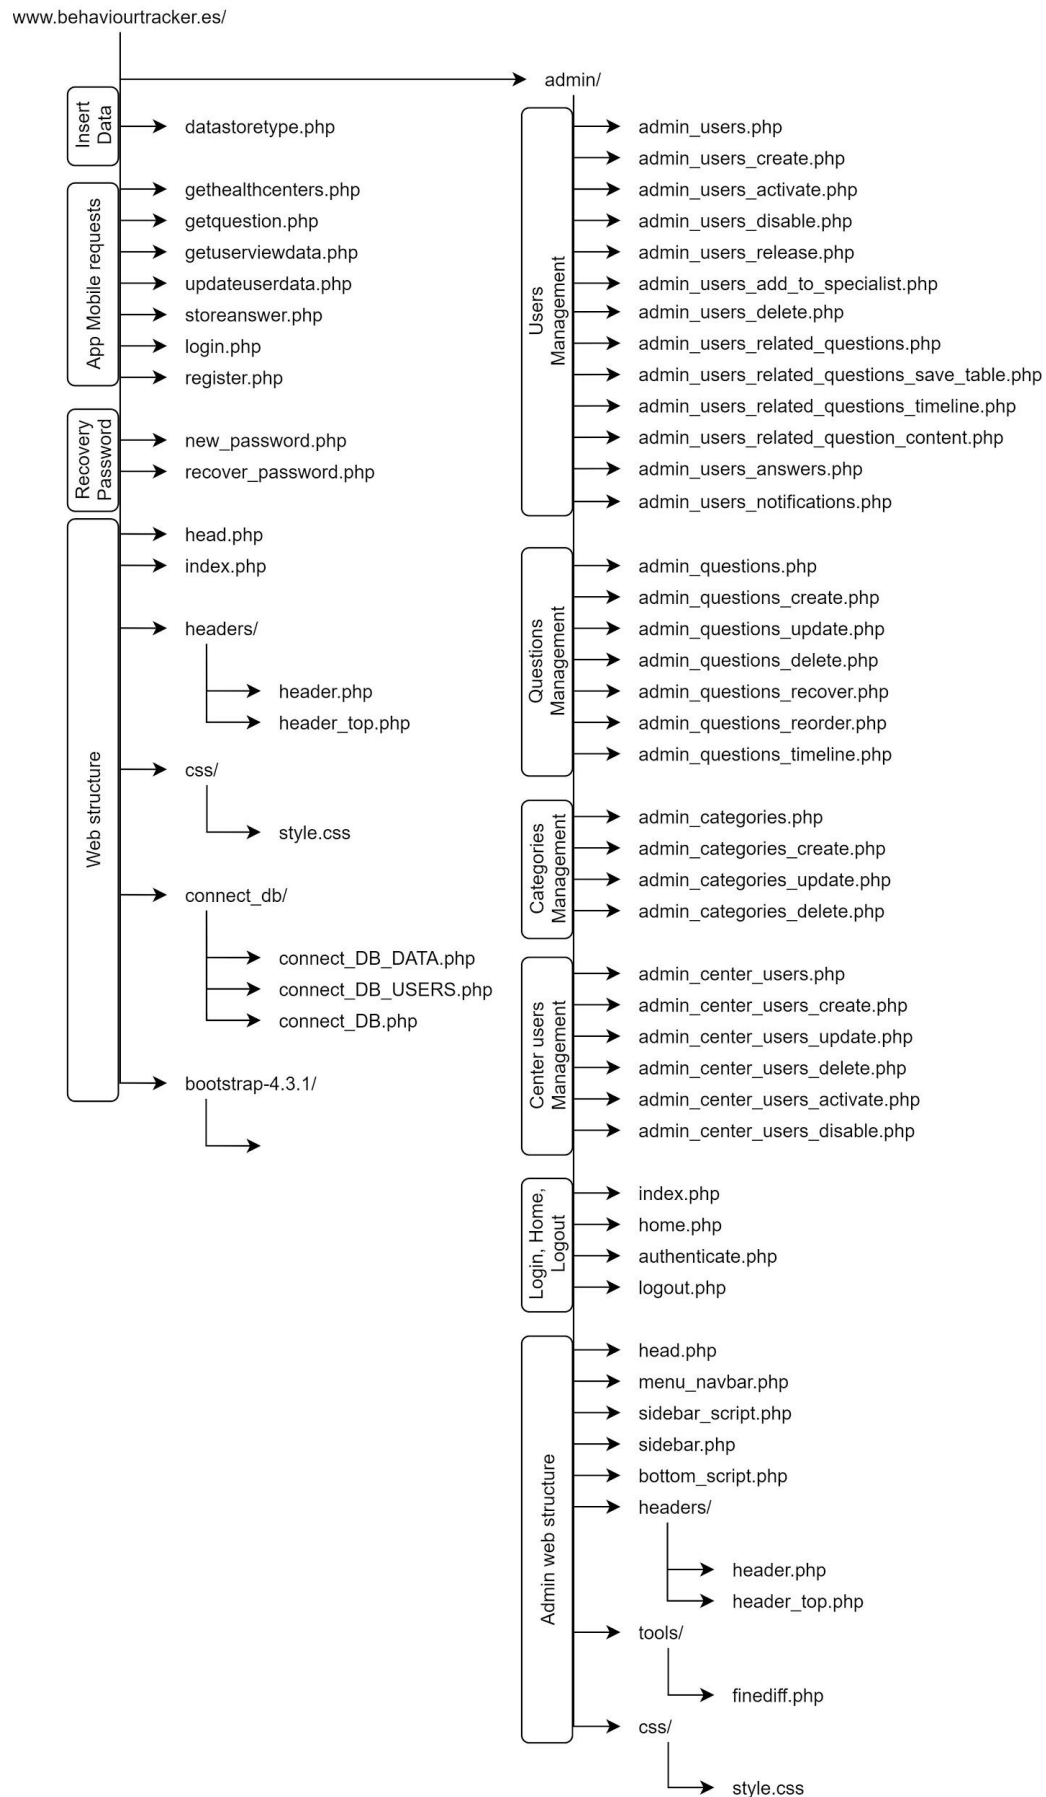 www.behaviourtracker.es/
Insert
Data
datastoretype.php
App Mobile requests
gethealthcenters.php
getquestion.php
getuserviewdata.php
updateuserdata.php
storeanswer.php
login.php
register.php
Recovery
Password
new_password.php
recover_password.php
Web structure
head.php
index.php
headers/
header.php
header_top.php
css/
style.css
connect_db/
connect_DB_DATA.php
connect_DB_USERS.php
connect_DB.php
bootstrap-4.3.1/
admin/
Users
Management
admin_users.php
admin_users_create.php
admin_users_activate.php
admin_users_disable.php
admin_users_release.php
admin_users_add_to_specialist.php
admin_users_delete.php
admin_users_related_questions.php
admin_users_related_questions_save_table.php
admin_users_related_questions_timeline.php
admin_users_related_question_content.php
admin_users_answers.php
admin_users_notifications.php
Questions
Management
admin_questions.php
admin_questions_create.php
admin_questions_update.php
admin_questions_delete.php
admin_questions_recover.php
admin_questions_reorder.php
admin_questions_timeline.php
Categories
Management
admin_categories.php
admin_categories_create.php
admin_categories_update.php
admin_categories_delete.php
Center users
Management
admin_center_users.php
admin_center_users_create.php
admin_center_users_update.php
admin_center_users_delete.php
admin_center_users_activate.php
admin_center_users_disable.php
Login, Home,
Logout
index.php
home.php
authenticate.php
logout.php
Admin web structure
head.php
menu_navbar.php
sidebar_script.php
sidebar.php
bottom_script.php
headers/
header.php
header_top.php
tools/
finediff.php
css/
style.css